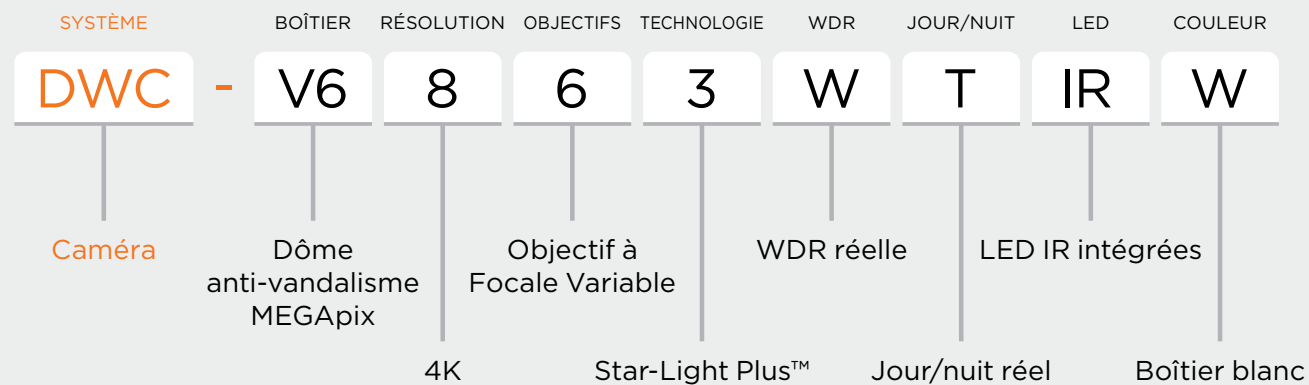 SYSTÈME BOÎTIER RÉSOLUTION OBJECTIFS TECHNOLOGIE WDR JOUR/NUIT LED COULEUR
DWC - V6 8 6 3 W T IR W
Caméra Dôme Objectif à WDR réelle LED IR intégrées
anti-vandalisme Focale Variable
MEGApix
4K Star-Light Plus™ Jour/nuit réel Boîtier blanc